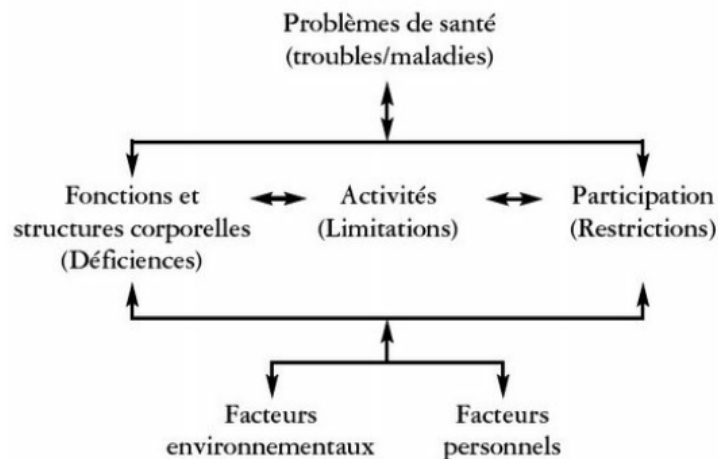 Problèmes de santé
(troubles/maladies)
Fonctions et
structures corporelles
(Déficiences)
Activités
(Limitations)
Participation
(Restrictions)
Facteurs
environnementaux
Facteurs
personnels